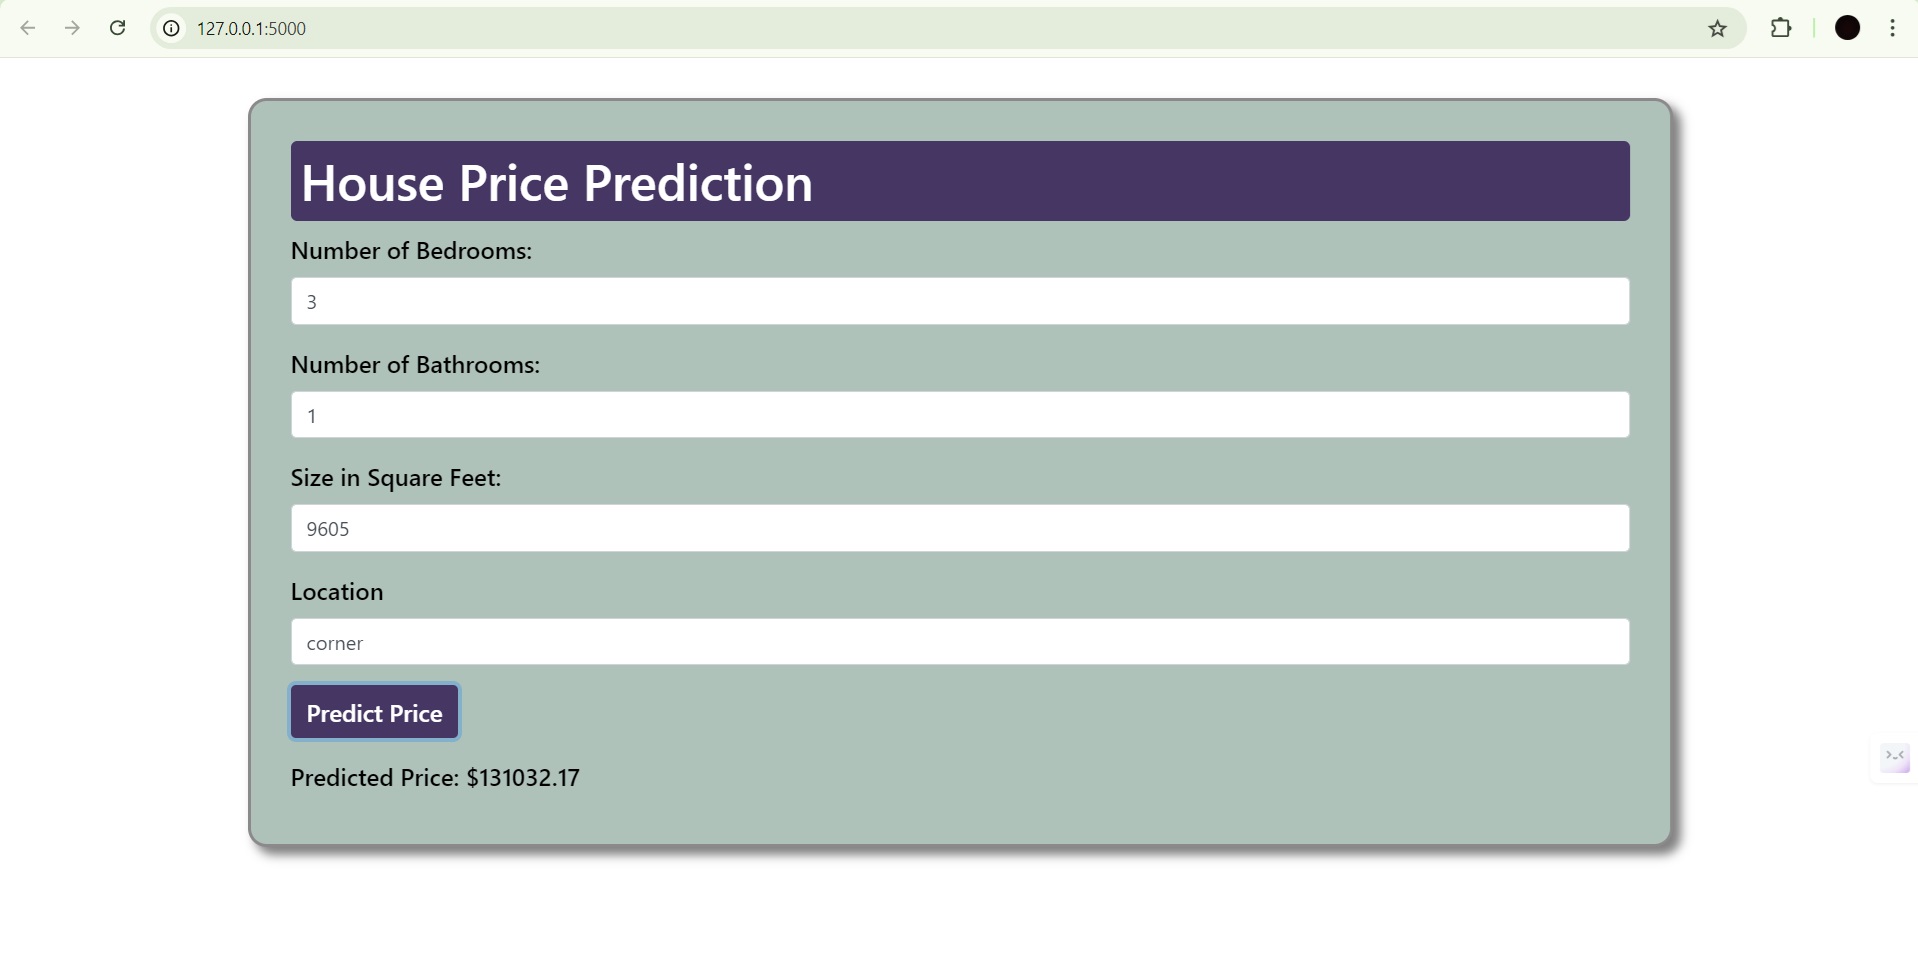 127.0.0.1:5000
House Price Prediction
Number of Bedrooms:
3
Number of Bathrooms:
1
Size in Square Feet:
9605
Location
corner
Predict Price
Predicted Price: $131032.17